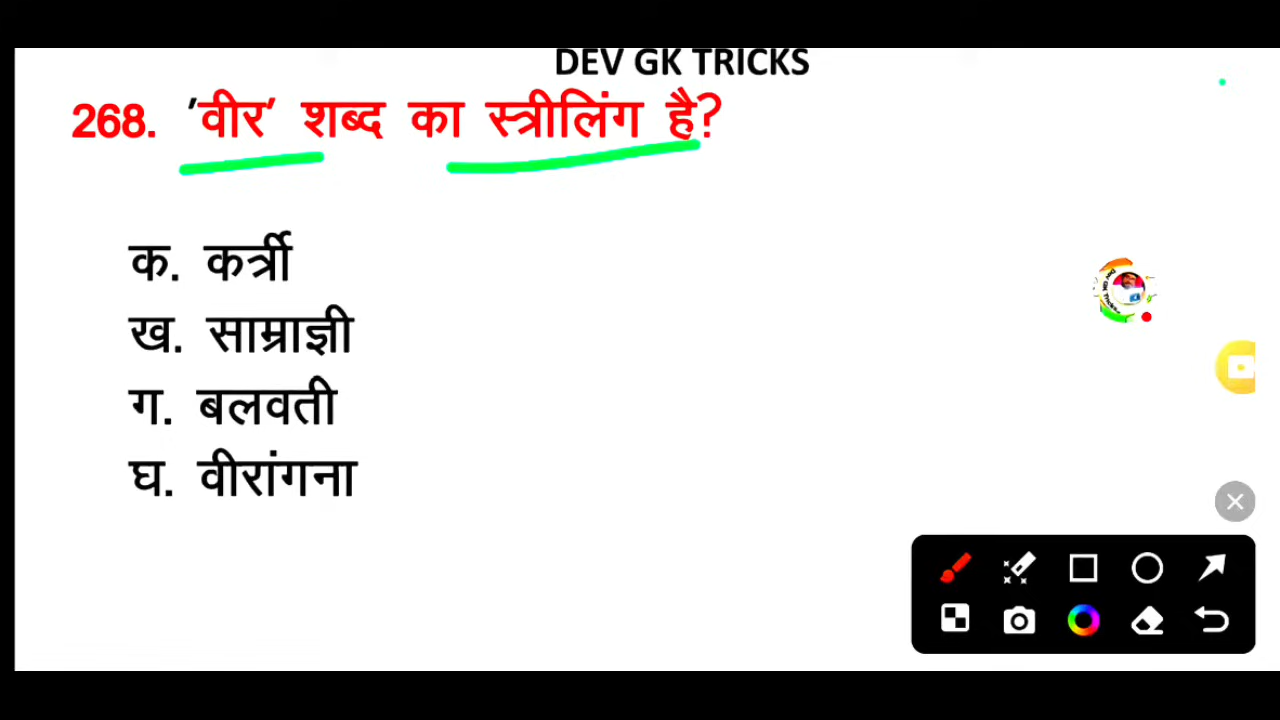 DEV GK TRICKS
268. 'वीर' शब्द का स्त्रीलिंग है?
क. कर्त्री
ख. साम्राज्ञी
ग. बलवती
घ. वीरांगना